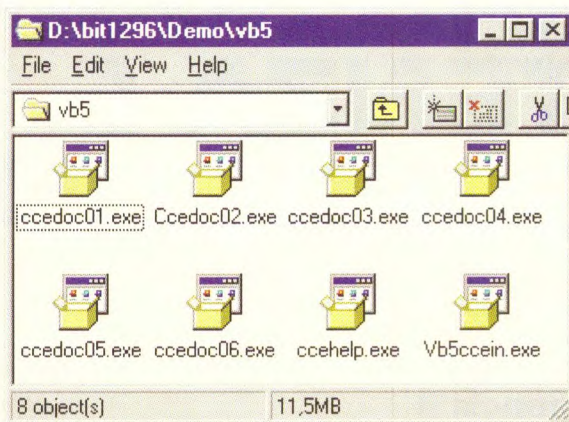 D:\bit1296\Demo\vb5
File Edit View Help
vb5
ccedoc01.exe Ccedoc02.exe ccedoc03.exe ccedoc04.exe
ccedoc05.exe ccedoc06.exe ccehelp.exe Vb5ccein.exe
8 object(s) 11,5MB